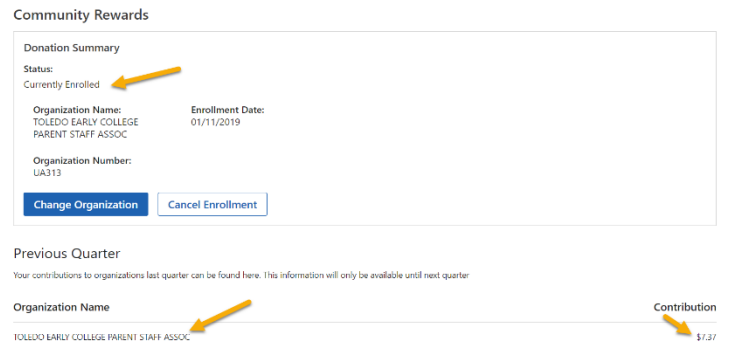 Community Rewards
Donation Summary
Status:
Currently Enrolled
Organization Name:
TOLEDO EARLY COLLEGE
PARENT STAFF ASSOC
Enrollment Date:
01/11/2019
Organization Number:
UA313
Change Organization
Cancel Enrollment
Previous Quarter
Your contributions to organizations last quarter can be found here. This information will only be available until next quarter
Organization Name
Contribution
TOLEDO EARLY COLLEGE PARENT STAFF ASSOC
$7.37